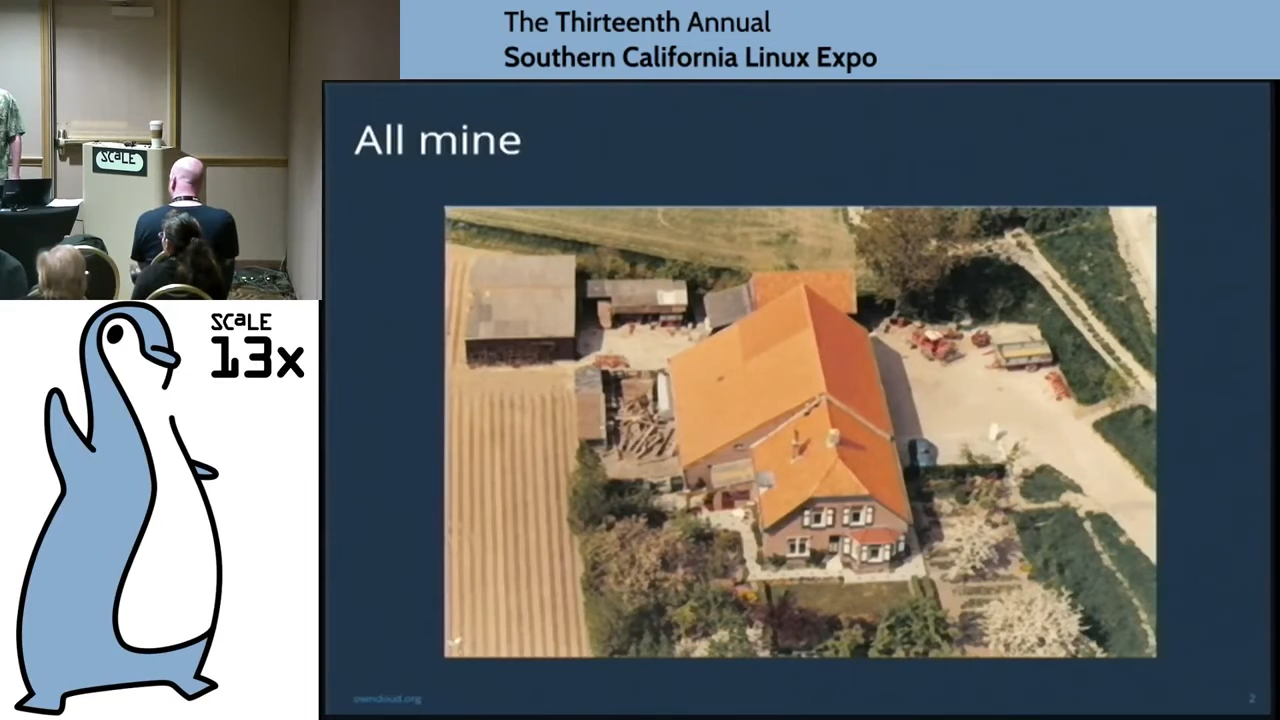 The Thirteenth Annual
Southern California Linux Expo
SCaLE
All mine
SCaLE
13x
owncloud.org
2